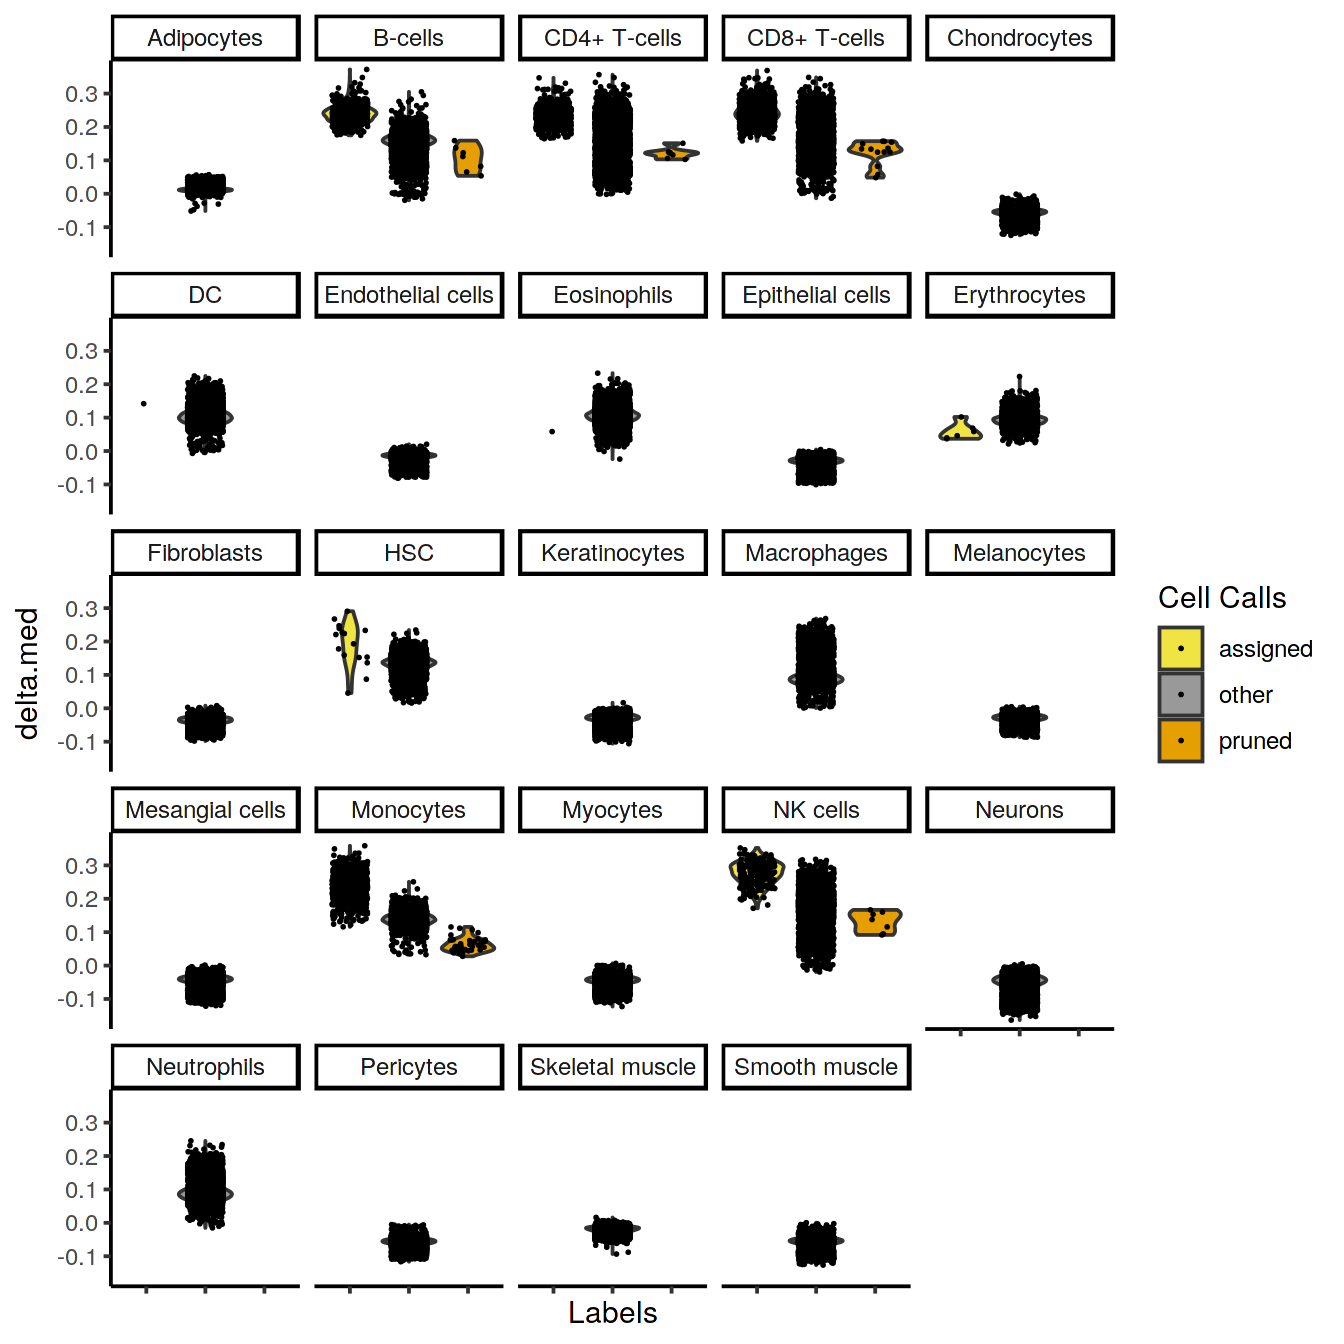 Adipocytes
B-cells
CD4+ T-cells
CD8+ T-cells
Chondrocytes
0.3
0.2
0.1
0.0
-0.1
DC
Endothelial cells
Eosinophils
Epithelial cells
Erythrocytes
0.3
0.2
0.1
0.0
-0.1
Fibroblasts
HSC
Keratinocytes
Macrophages
Melanocytes
0.3
0.2
0.1
0.0
-0.1
delta.med
Cell Calls
assigned
other
pruned
Mesangial cells
Monocytes
Myocytes
NK cells
Neurons
0.3
0.2
0.1
0.0
-0.1
Neutrophils
Pericytes
Skeletal muscle
Smooth muscle
0.3
0.2
0.1
0.0
-0.1
Labels